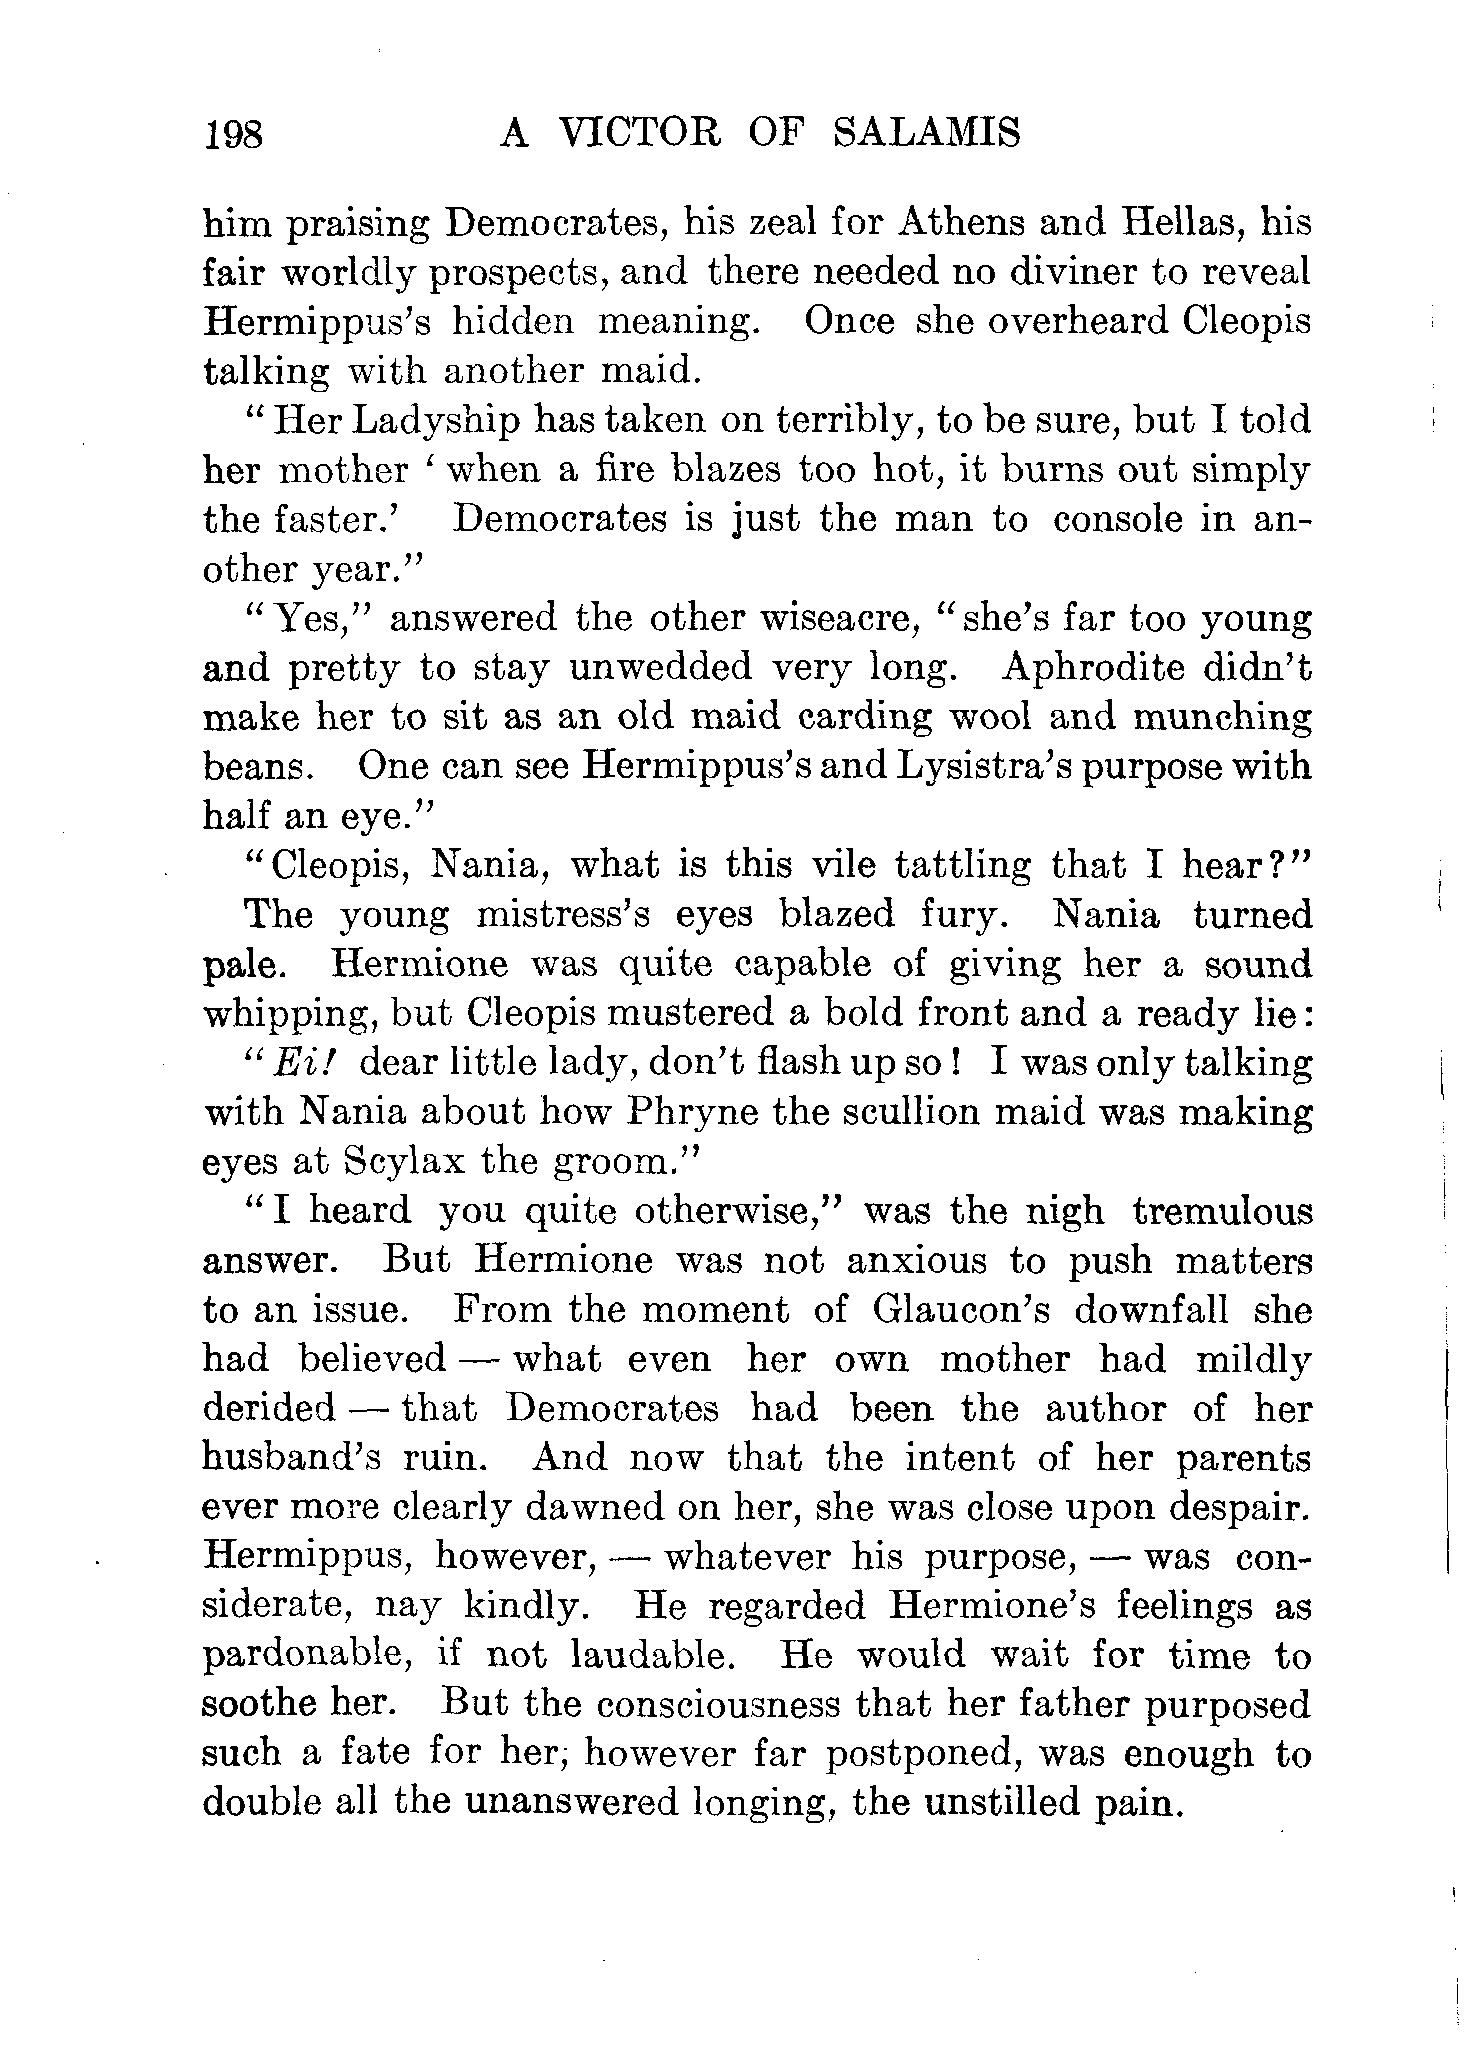 198 A VICTOR OF SALAMIS
him praising Democrates, his zeal for Athens and Hellas, his
fair worldly prospects, and there needed no diviner to reveal
Hermippus's hidden meaning. Once she overheard Cleopis
talking with another maid.
“Her Ladyship has taken on terribly, to be sure, but I told
her mother ‘when a fire blazes too hot, it burns out simply
the faster.’ Democrates is just the man to console in an-
other year.”
“Yes,” answered the other wiseacre, “she's far too young
and pretty to stay unwedded very long. Aphrodite didn't
make her to sit as an old maid carding wool and munching
beans. One can see Hermippus's and Lysistra's purpose with
half an eye.”
“Cleopis, Nania, what is this vile tattling that I hear?”
The young mistress's eyes blazed fury. Nania turned
pale. Hermione was quite capable of giving her a sound
whipping, but Cleopis mustered a bold front and a ready lie:
“Ei! dear little lady, don't flash up so! I was only talking
with Nania about how Phryne the scullion maid was making
eyes at Scylax the groom.”
“I heard you quite otherwise,” was the nigh tremulous
answer. But Hermione was not anxious to push matters
to an issue. From the moment of Glaucon's downfall she
had believed — what even her own mother had mildly
derided — that Democrates had been the author of her
husband's ruin. And now that the intent of her parents
ever more clearly dawned on her, she was close upon despair.
Hermippus, however, — whatever his purpose, — was con-
siderate, nay kindly. He regarded Hermione's feelings as
pardonable, if not laudable. He would wait for time to
soothe her. But the consciousness that her father purposed
such a fate for her, however far postponed, was enough to
double all the unanswered longing, the unstilled pain.